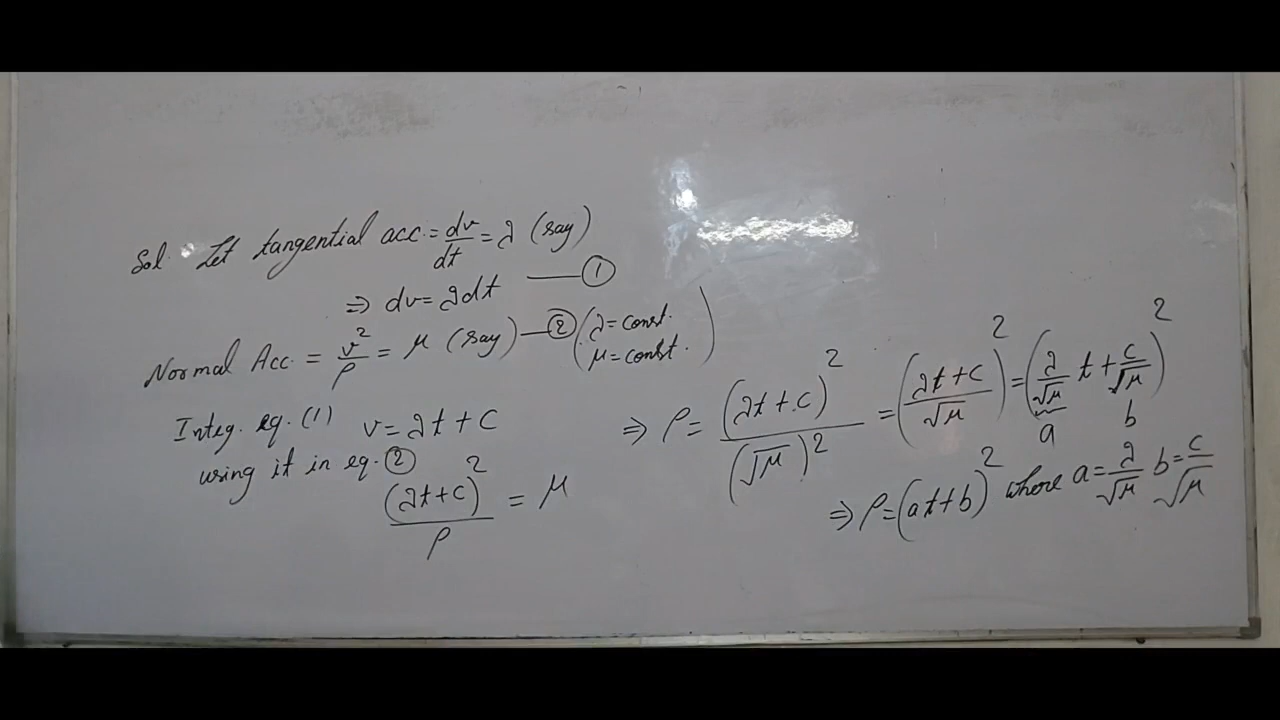 Sol. Let tangential acc. = dv/dt = λ (say)
⇒ dv = λdt —— ①
Normal Acc. = v²/ρ = μ (say) — ② (λ = const. μ = const.)
Integ. eq. (1) v = λt + c
using it in eq. ②
(λt+c)²/ρ = μ
⇒ ρ = (λt+c)²/(√μ)² = ((λt+c)/√μ)² = (λ/√μ t + c/√μ)²
a b
⇒ ρ = (at+b)² where a = λ/√μ b = c/√μ